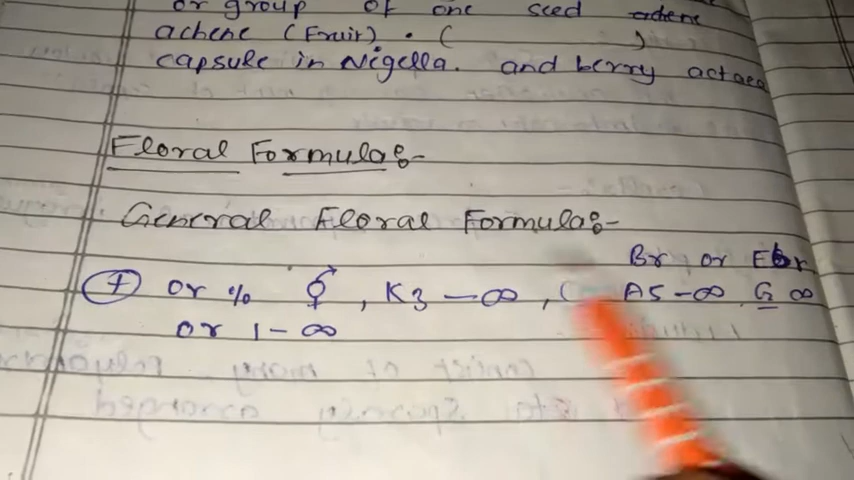 or group of one seed achene
achene (Fruit) . ( )
capsule in Nigella. and berry actaea
Floral Formula:-
General Floral Formula:-
Br or Ebr
⊕ or % ⚥, K3 — ∞, ( A5 - ∞ G ∞
or 1 - ∞